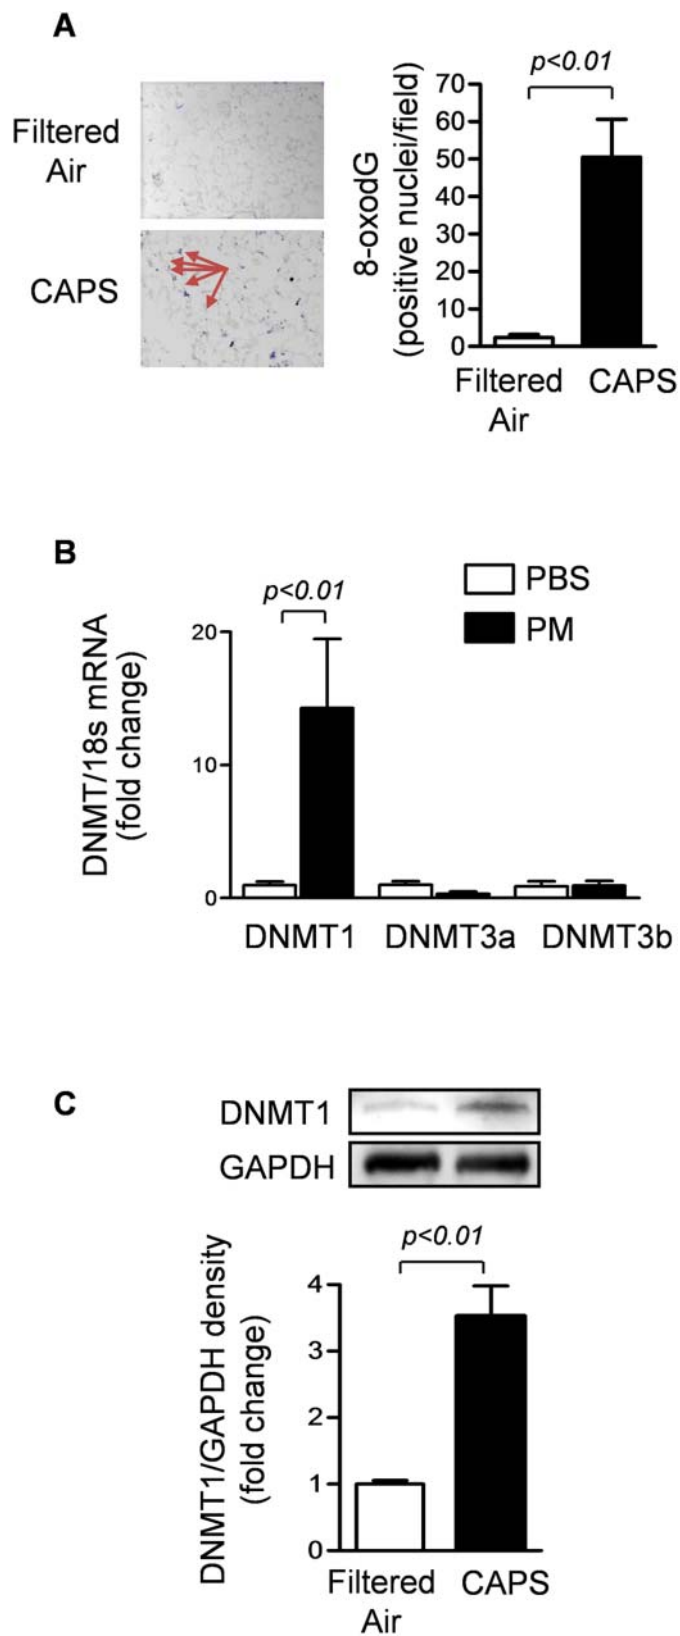 A
Filtered
Air
CAPS
8-oxodG
(positive nuclei/field)
p<0.01
70
60
50
40
30
20
10
0
Filtered
Air
CAPS
B
PBS
PM
p<0.01
DNMT/18s mRNA
(fold change)
20
10
0
DNMT1
DNMT3a
DNMT3b
C
DNMT1
GAPDH
p<0.01
DNMT1/GAPDH density
(fold change)
4
3
2
1
0
Filtered
Air
CAPS